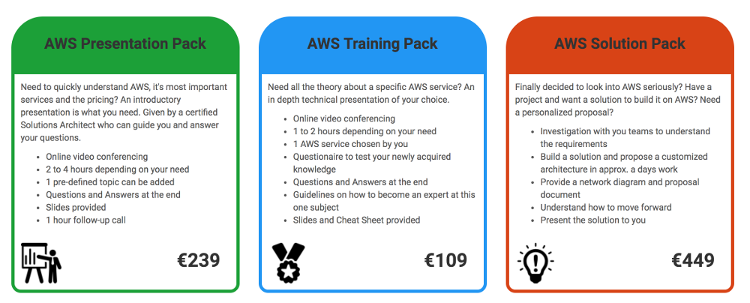 AWS Presentation Pack
Need to quickly understand AWS, it's most important
services and the pricing? An introductory
presentation is what you need. Given by a certified
Solutions Architect who can guide you and answer
your questions.
• Online video conferencing
• 2 to 4 hours depending on your need
• 1 pre-defined topic can be added
• Questions and Answers at the end
• Slides provided
• 1 hour follow-up call
€239
AWS Training Pack
Need all the theory about a specific AWS service? An
in depth technical presentation of your choice.
• Online video conferencing
• 1 to 2 hours depending on your need
• 1 AWS service chosen by you
• Questionaire to test your newly acquired
knowledge
• Questions and Answers at the end
• Guidelines on how to become an expert at this
one subject
• Slides and Cheat Sheet provided
€109
AWS Solution Pack
Finally decided to look into AWS seriously? Have a
project and want a solution to build it on AWS? Need
a personalized proposal?
• Investigation with you teams to understand
the requirements
• Build a solution and propose a customized
architecture in approx. a days work
• Provide a network diagram and proposal
document
• Understand how to move forward
• Present the solution to you
€449